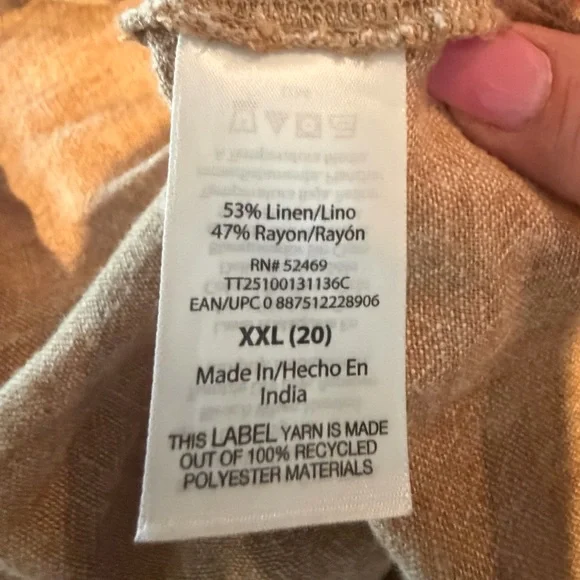 53% Linen/Lino
47% Rayon/Rayón
RN# 52469
TT25100131136C
EAN/UPC 0 887512228906
XXL (20)
Made In/Hecho En
India
THIS LABEL YARN IS MADE
OUT OF 100% RECYCLED
POLYESTER MATERIALS